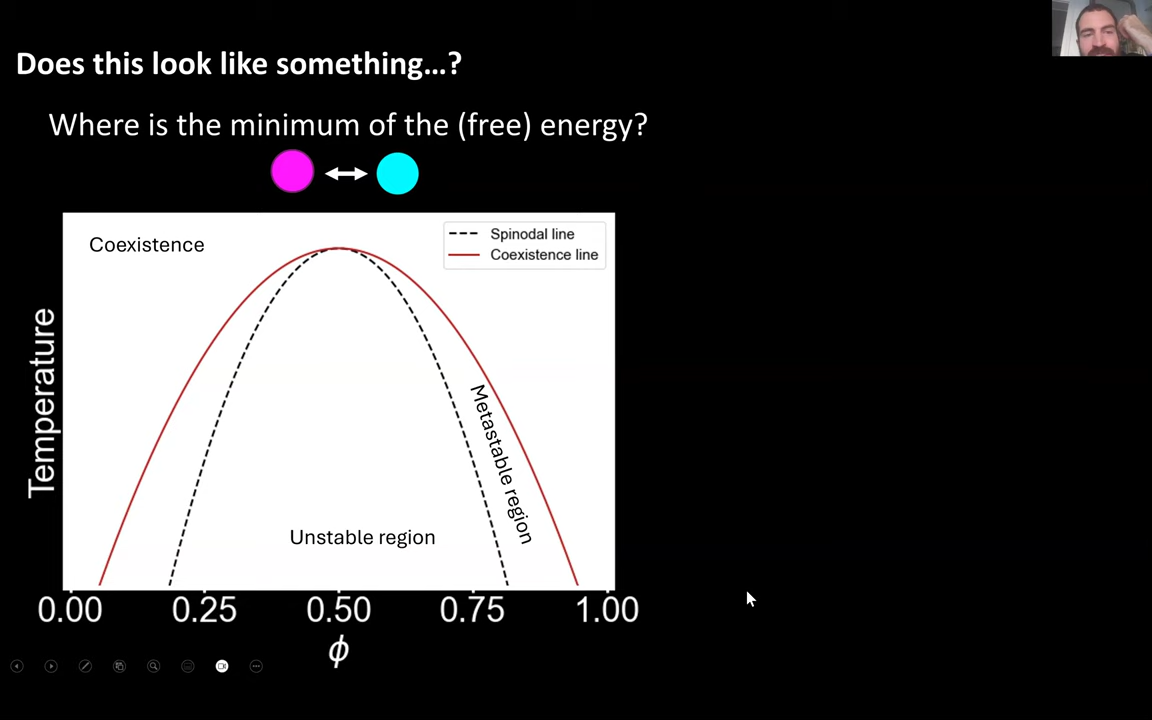 Does this look like something...?
Where is the minimum of the (free) energy?
Coexistence
Spinodal line
Coexistence line
Temperature
Metastable region
Unstable region
0.00 0.25 0.50 0.75 1.00
ϕ